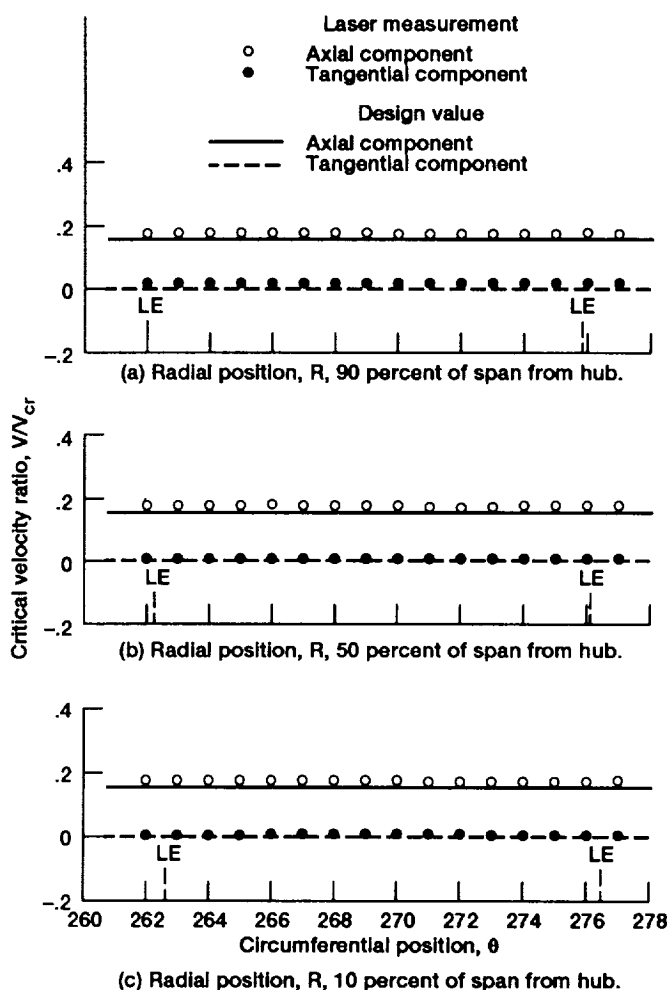 Laser measurement
Axial component
Tangential component
Design value
Axial component
Tangential component
Critical velocity ratio, V/Vcr
.4
.2
0
−.2
LE
LE
(a) Radial position, R, 90 percent of span from hub.
.4
.2
0
−.2
LE
LE
(b) Radial position, R, 50 percent of span from hub.
.4
.2
0
−.2
LE
LE
260 262 264 266 268 270 272 274 276 278
Circumferential position, θ
(c) Radial position, R, 10 percent of span from hub.